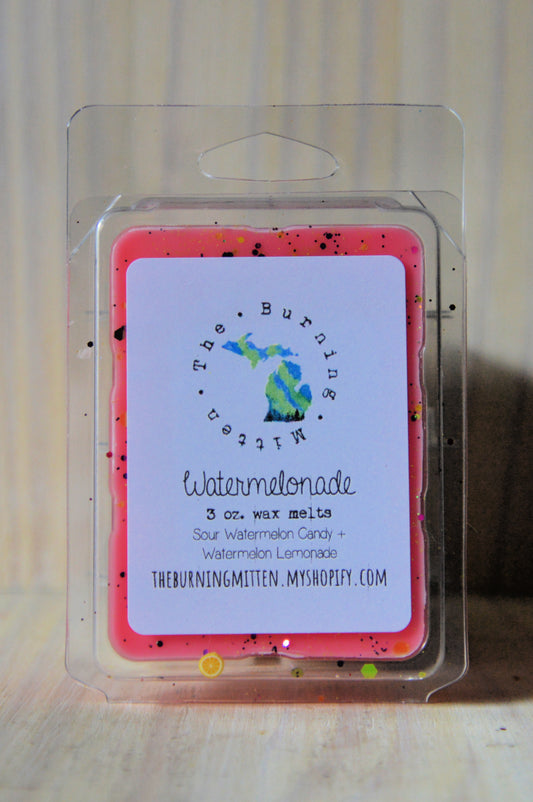 • The • Burning • Mitten
Watermelonade
3 oz. wax melts
Sour Watermelon Candy +
Watermelon Lemonade
THEBURNINGMITTEN.MYSHOPIFY.COM